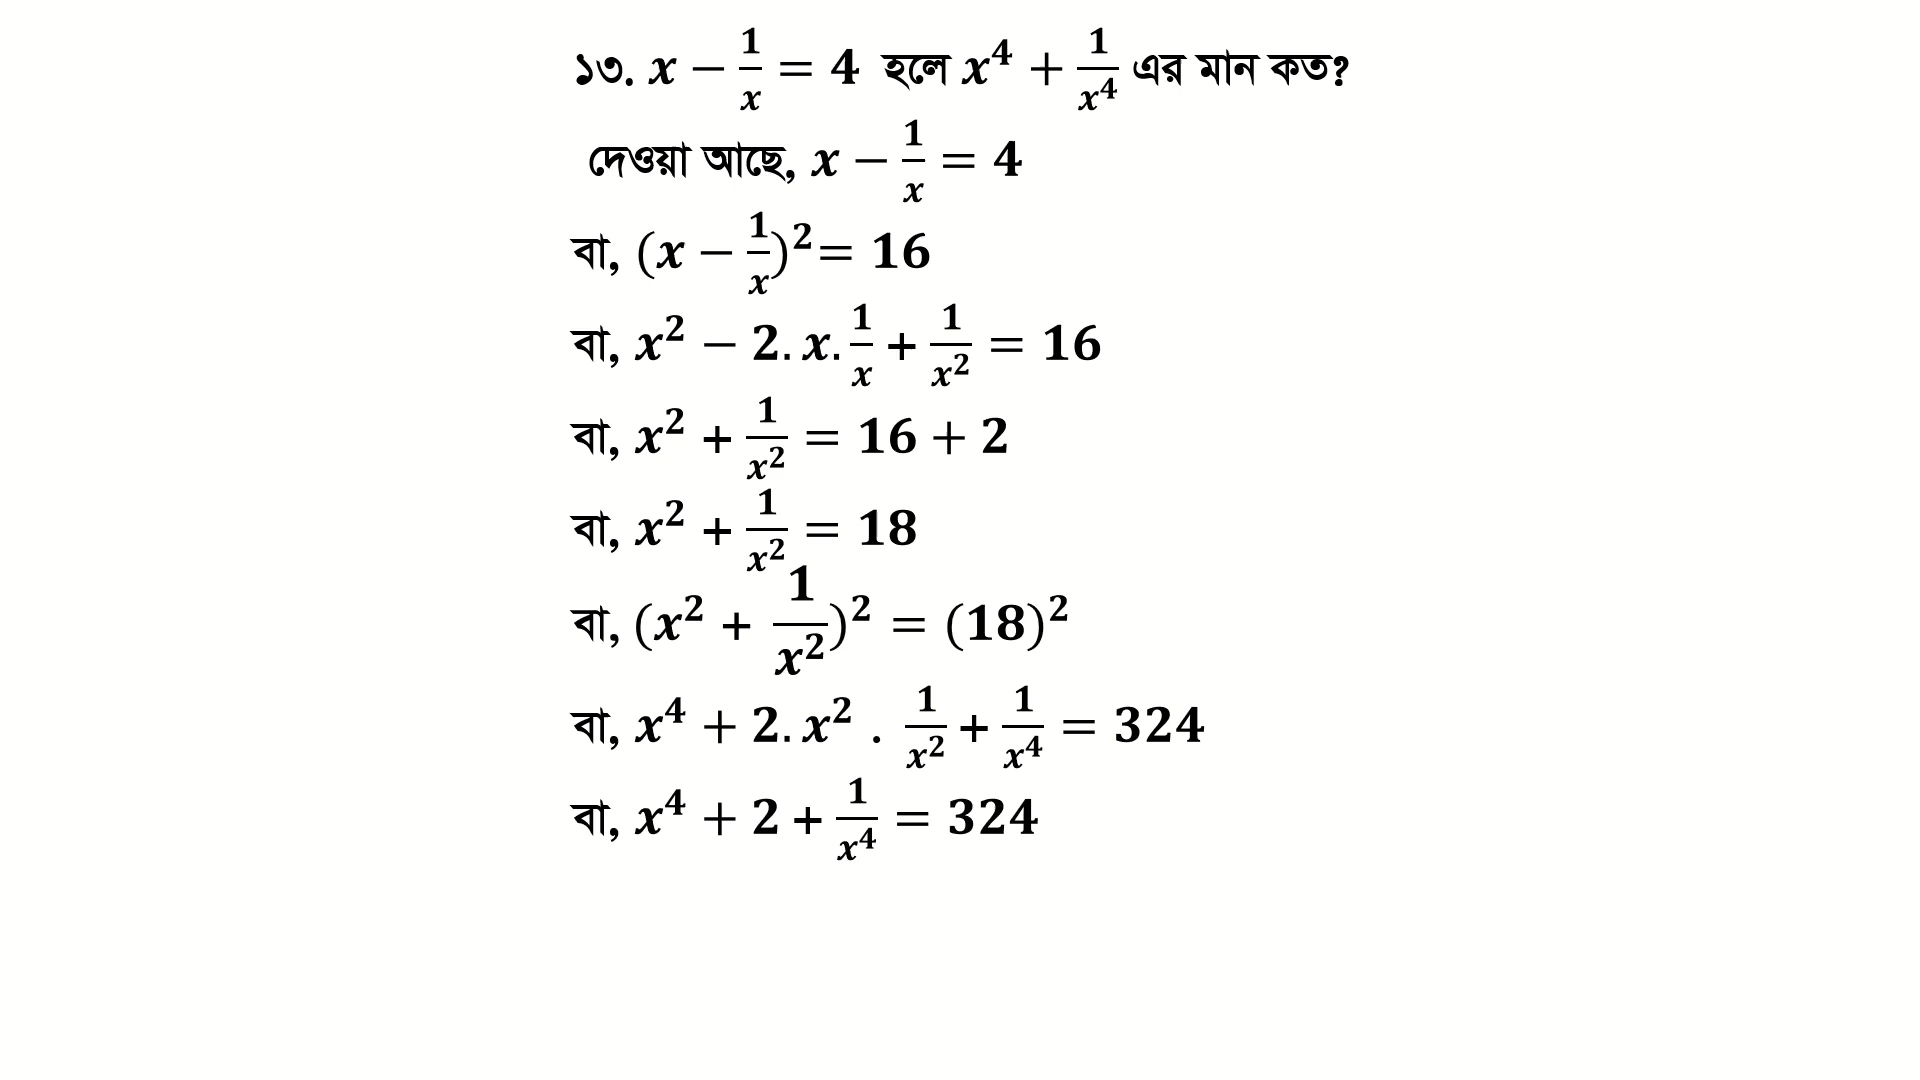 ১৩. x − 1/x = 4 হলে x⁴ + 1/x⁴ এর মান কত?
দেওয়া আছে, x − 1/x = 4
বা, (x − 1/x)² = 16
বা, x² − 2. x. 1/x + 1/x² = 16
বা, x² + 1/x² = 16 + 2
বা, x² + 1/x² = 18
বা, (x² + 1/x²)² = (18)²
বা, x⁴ + 2. x² . 1/x² + 1/x⁴ = 324
বা, x⁴ + 2 + 1/x⁴ = 324